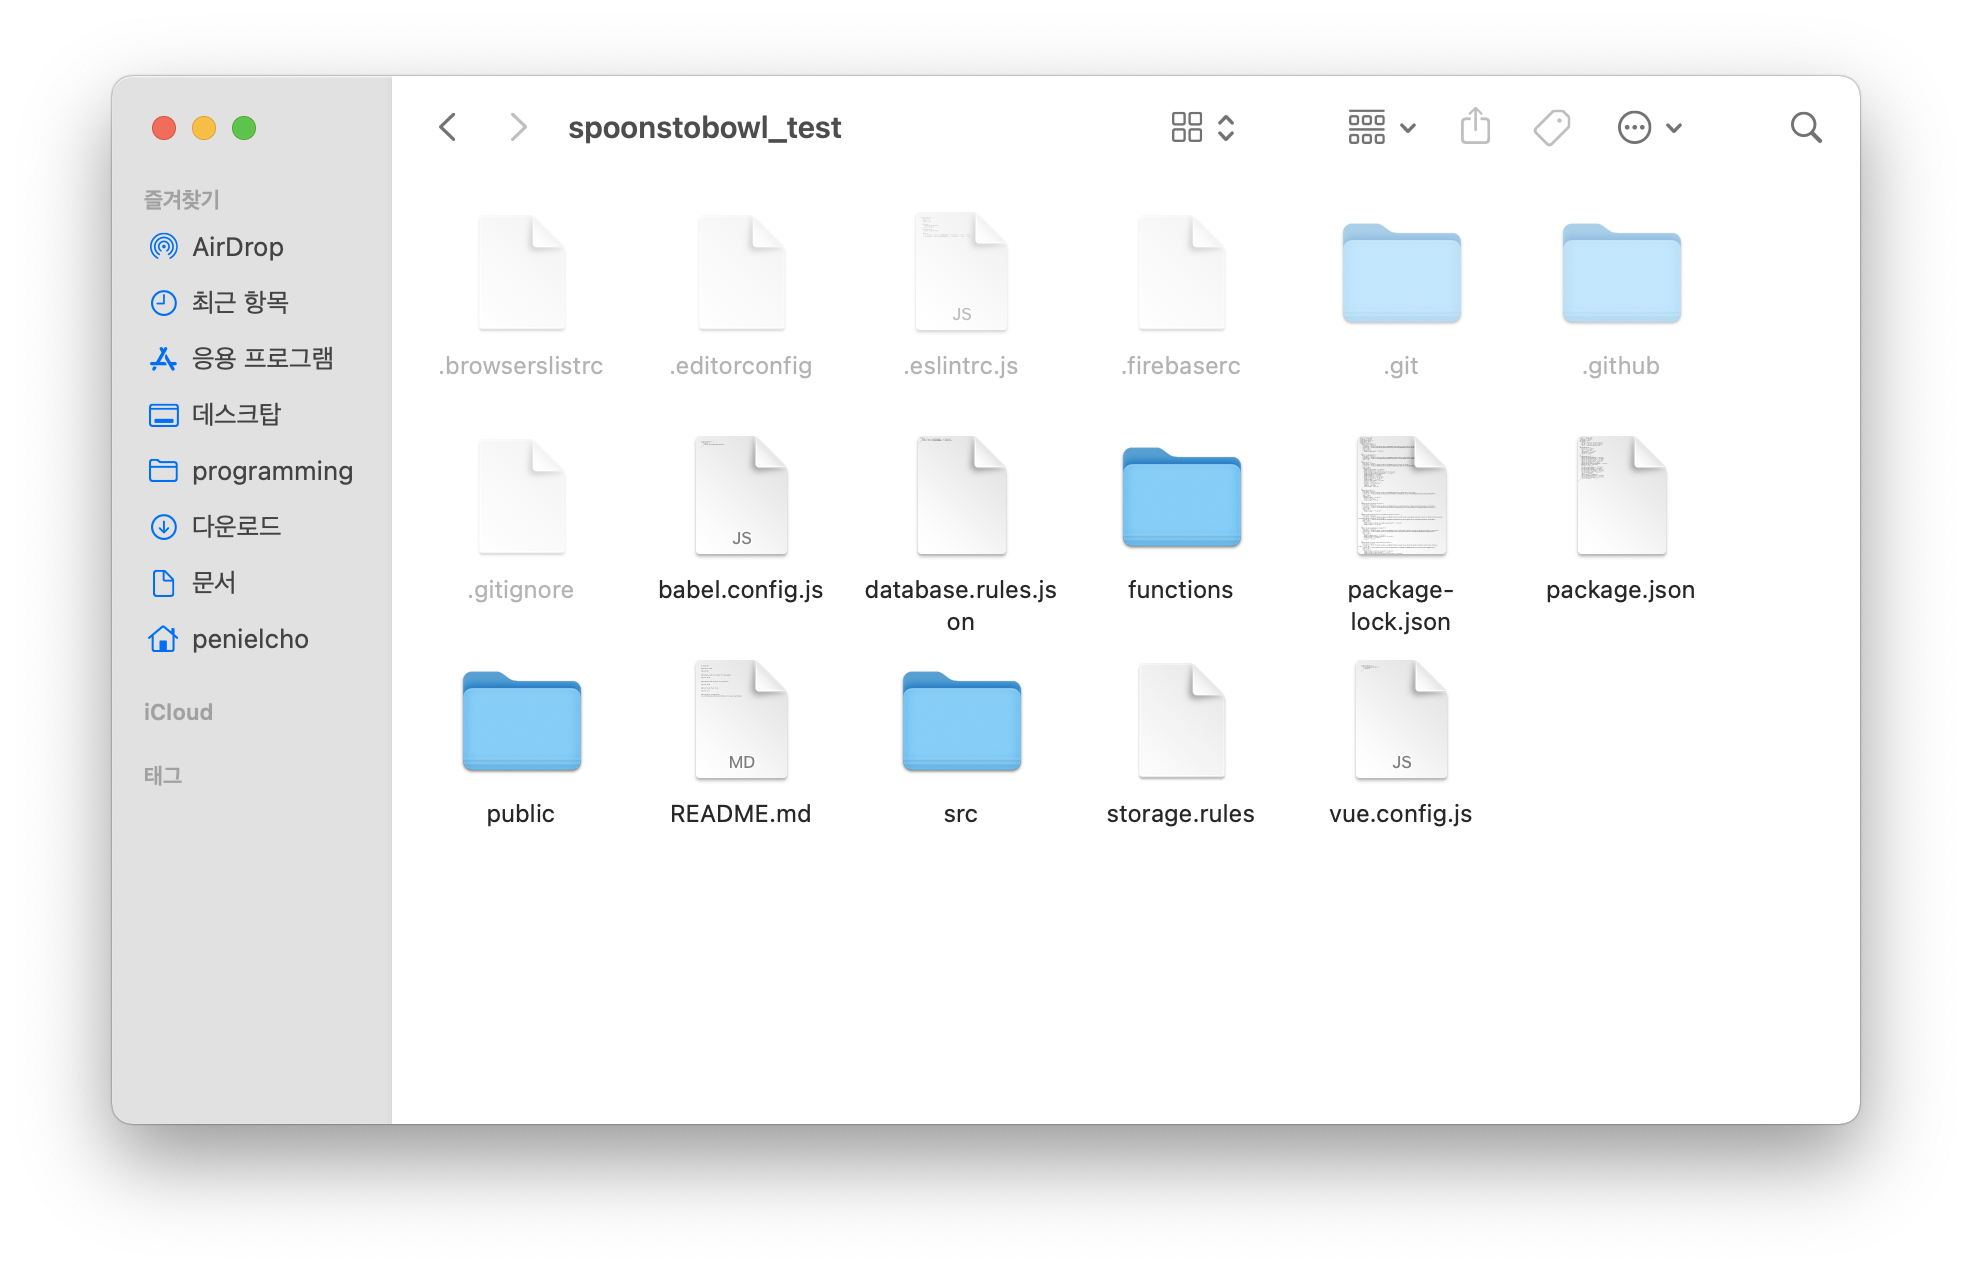 spoonstobowl_test
즐겨찾기
AirDrop
최근 항목
응용 프로그램
데스크탑
programming
다운로드
문서
penielcho
iCloud
태그
JS
.browserslistrc
.editorconfig
.eslintrc.js
.firebaserc
.git
.github
JS
.gitignore
babel.config.js
database.rules.js
on
functions
package-
lock.json
package.json
MD
JS
public
README.md
src
storage.rules
vue.config.js